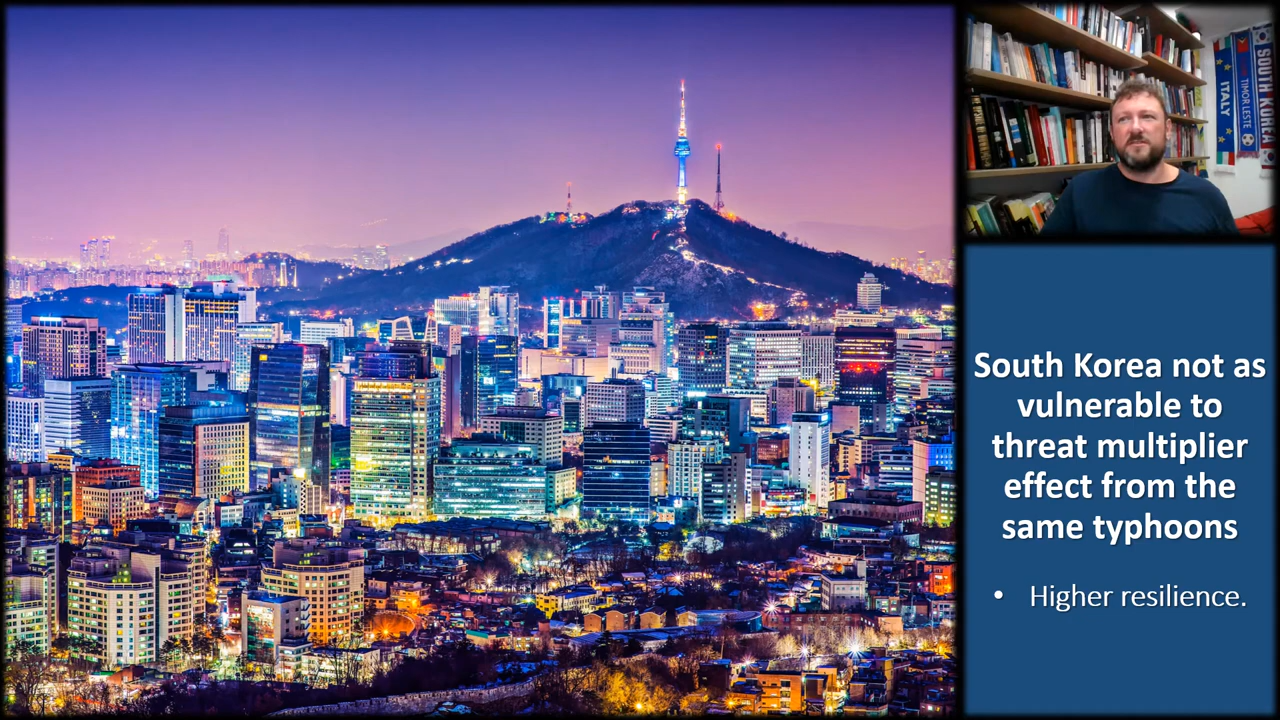 South Korea not as
vulnerable to
threat multiplier
effect from the
same typhoons
• Higher resilience.
ITALY
TIMOR LESTE
SOUTH KOREA